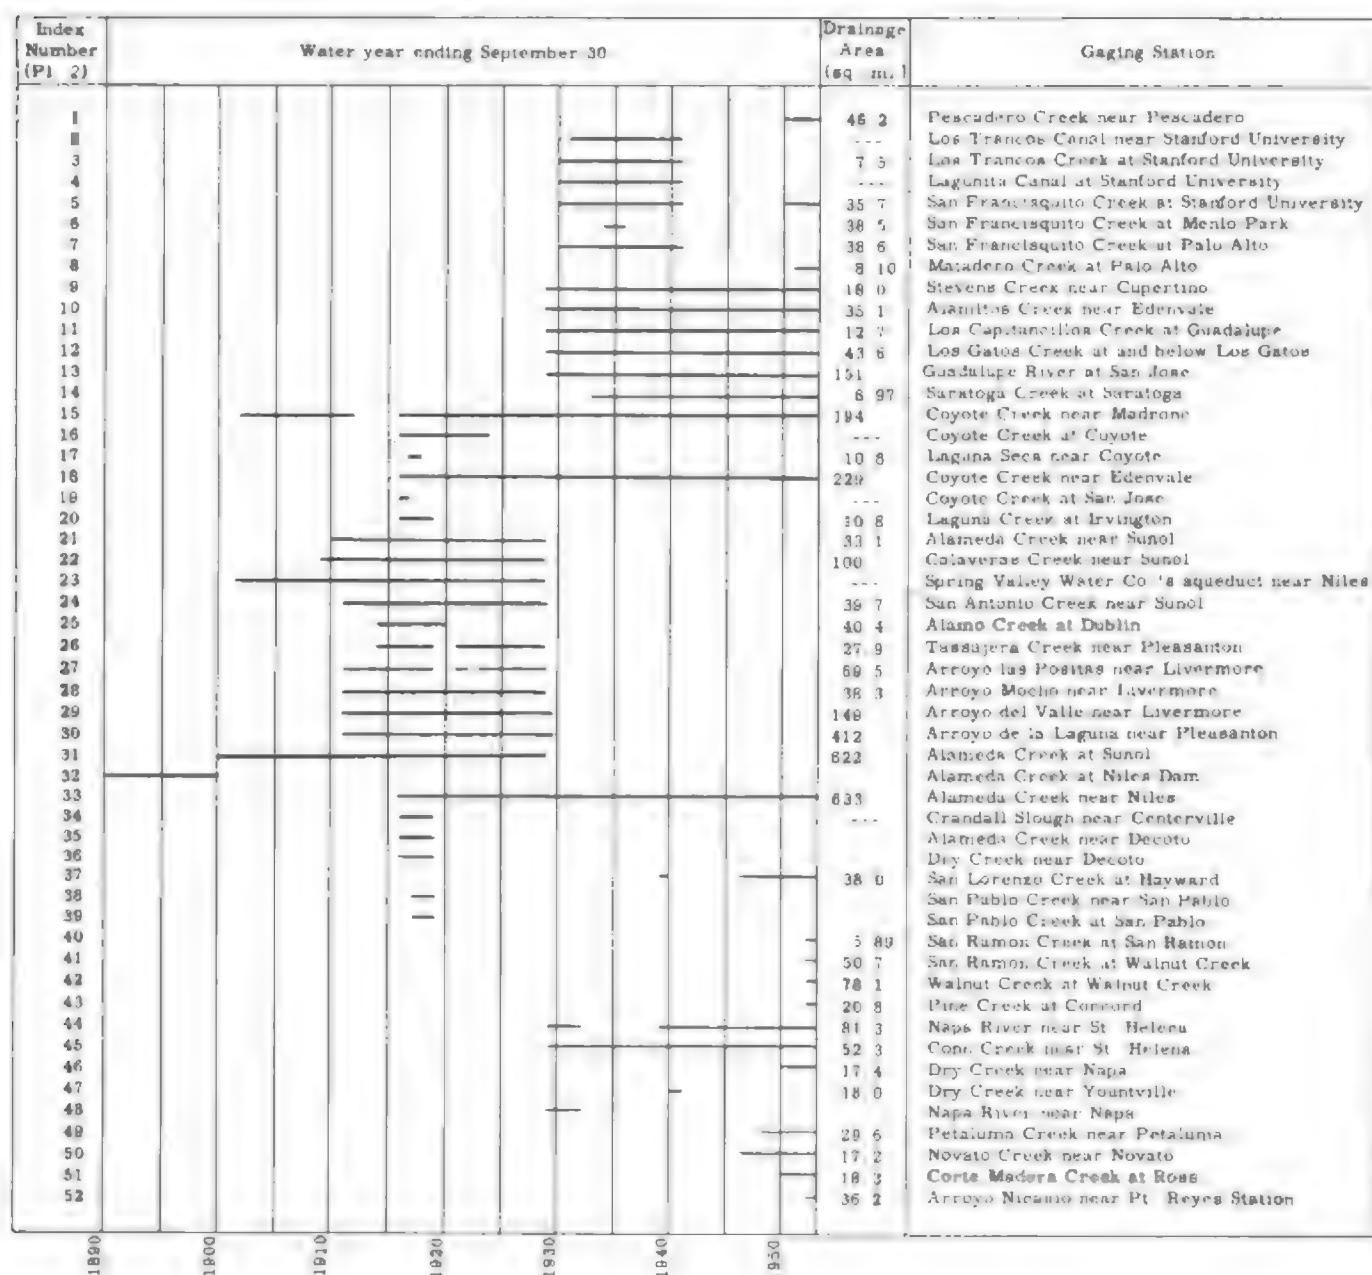 Index Number (Pl 2) Water year ending September 30 Drainage Area (sq mi.) Gaging Station
1 46 2 Pescadero Creek near Pescadero
--- Los Trancos Canal near Stanford University
3 7 5 Los Trancos Creek at Stanford University
4 --- Lagunita Canal at Stanford University
5 35 7 San Francisquito Creek at Stanford University
6 38 5 San Francisquito Creek at Menlo Park
7 38 6 San Francisquito Creek at Palo Alto
8 8 10 Matadero Creek at Palo Alto
9 18 0 Stevens Creek near Cupertino
10 35 1 Alamitos Creek near Edenvale
11 12 7 Los Capitancillos Creek at Guadalupe
12 43 6 Los Gatos Creek at and below Los Gatos
13 151 Guadalupe River at San Jose
14 6 97 Saratoga Creek at Saratoga
15 194 Coyote Creek near Madrone
16 --- Coyote Creek at Coyote
17 10 8 Laguna Seca near Coyote
18 229 Coyote Creek near Edenvale
19 --- Coyote Creek at San Jose
20 10 8 Laguna Creek at Irvington
21 33 1 Alameda Creek near Sunol
22 100 Calaveras Creek near Sunol
23 --- Spring Valley Water Co 's aqueduct near Niles
24 39 7 San Antonio Creek near Sunol
25 40 4 Alamo Creek at Dublin
26 27.9 Tassajera Creek near Pleasanton
27 69 5 Arroyo las Positas near Livermore
28 38 3 Arroyo Mocho near Livermore
29 149 Arroyo del Valle near Livermore
30 412 Arroyo de la Laguna near Pleasanton
31 622 Alameda Creek at Sunol
32 Alameda Creek at Niles Dam
33 633 Alameda Creek near Niles
34 --- Crandall Slough near Centerville
35 Alameda Creek near Decoto
36 Dry Creek near Decoto
37 38 0 San Lorenzo Creek at Hayward
38 San Pablo Creek near San Pablo
39 San Pablo Creek at San Pablo
40 5 89 San Ramon Creek at San Ramon
41 50 7 San Ramon Creek at Walnut Creek
42 78 1 Walnut Creek at Walnut Creek
43 20 8 Pine Creek at Concord
44 81 3 Napa River near St Helena
45 52 3 Conn Creek near St Helena
46 17.4 Dry Creek near Napa
47 18.0 Dry Creek near Yountville
48 Napa River near Napa
49 29 6 Petaluma Creek near Petaluma
50 17.2 Novato Creek near Novato
51 18.3 Corte Madera Creek at Ross
52 36 2 Arroyo Nicasio near Pt Reyes Station
1890 1900 1910 1920 1930 1940 1950